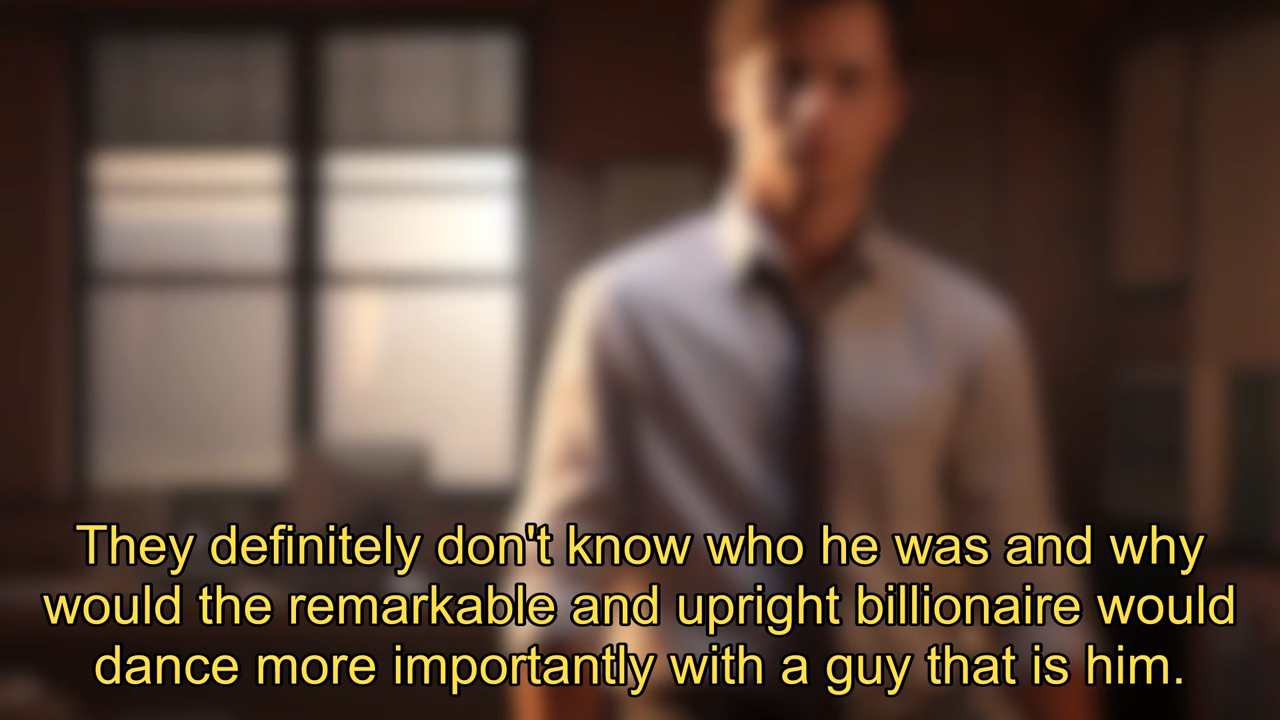 They definitely don't know who he was and why
would the remarkable and upright billionaire would
dance more importantly with a guy that is him.